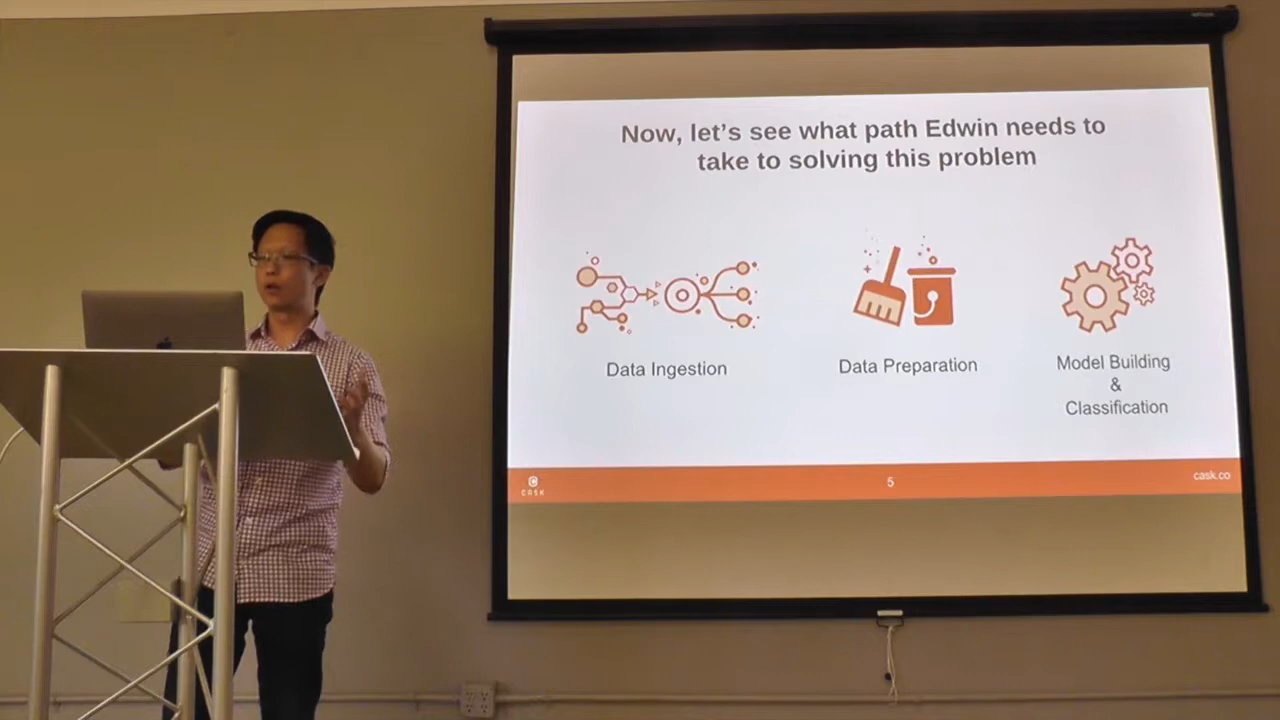 Now, let's see what path Edwin needs to
take to solving this problem
Data Ingestion
Data Preparation
Model Building
&
Classification
CASK
5
cask.co